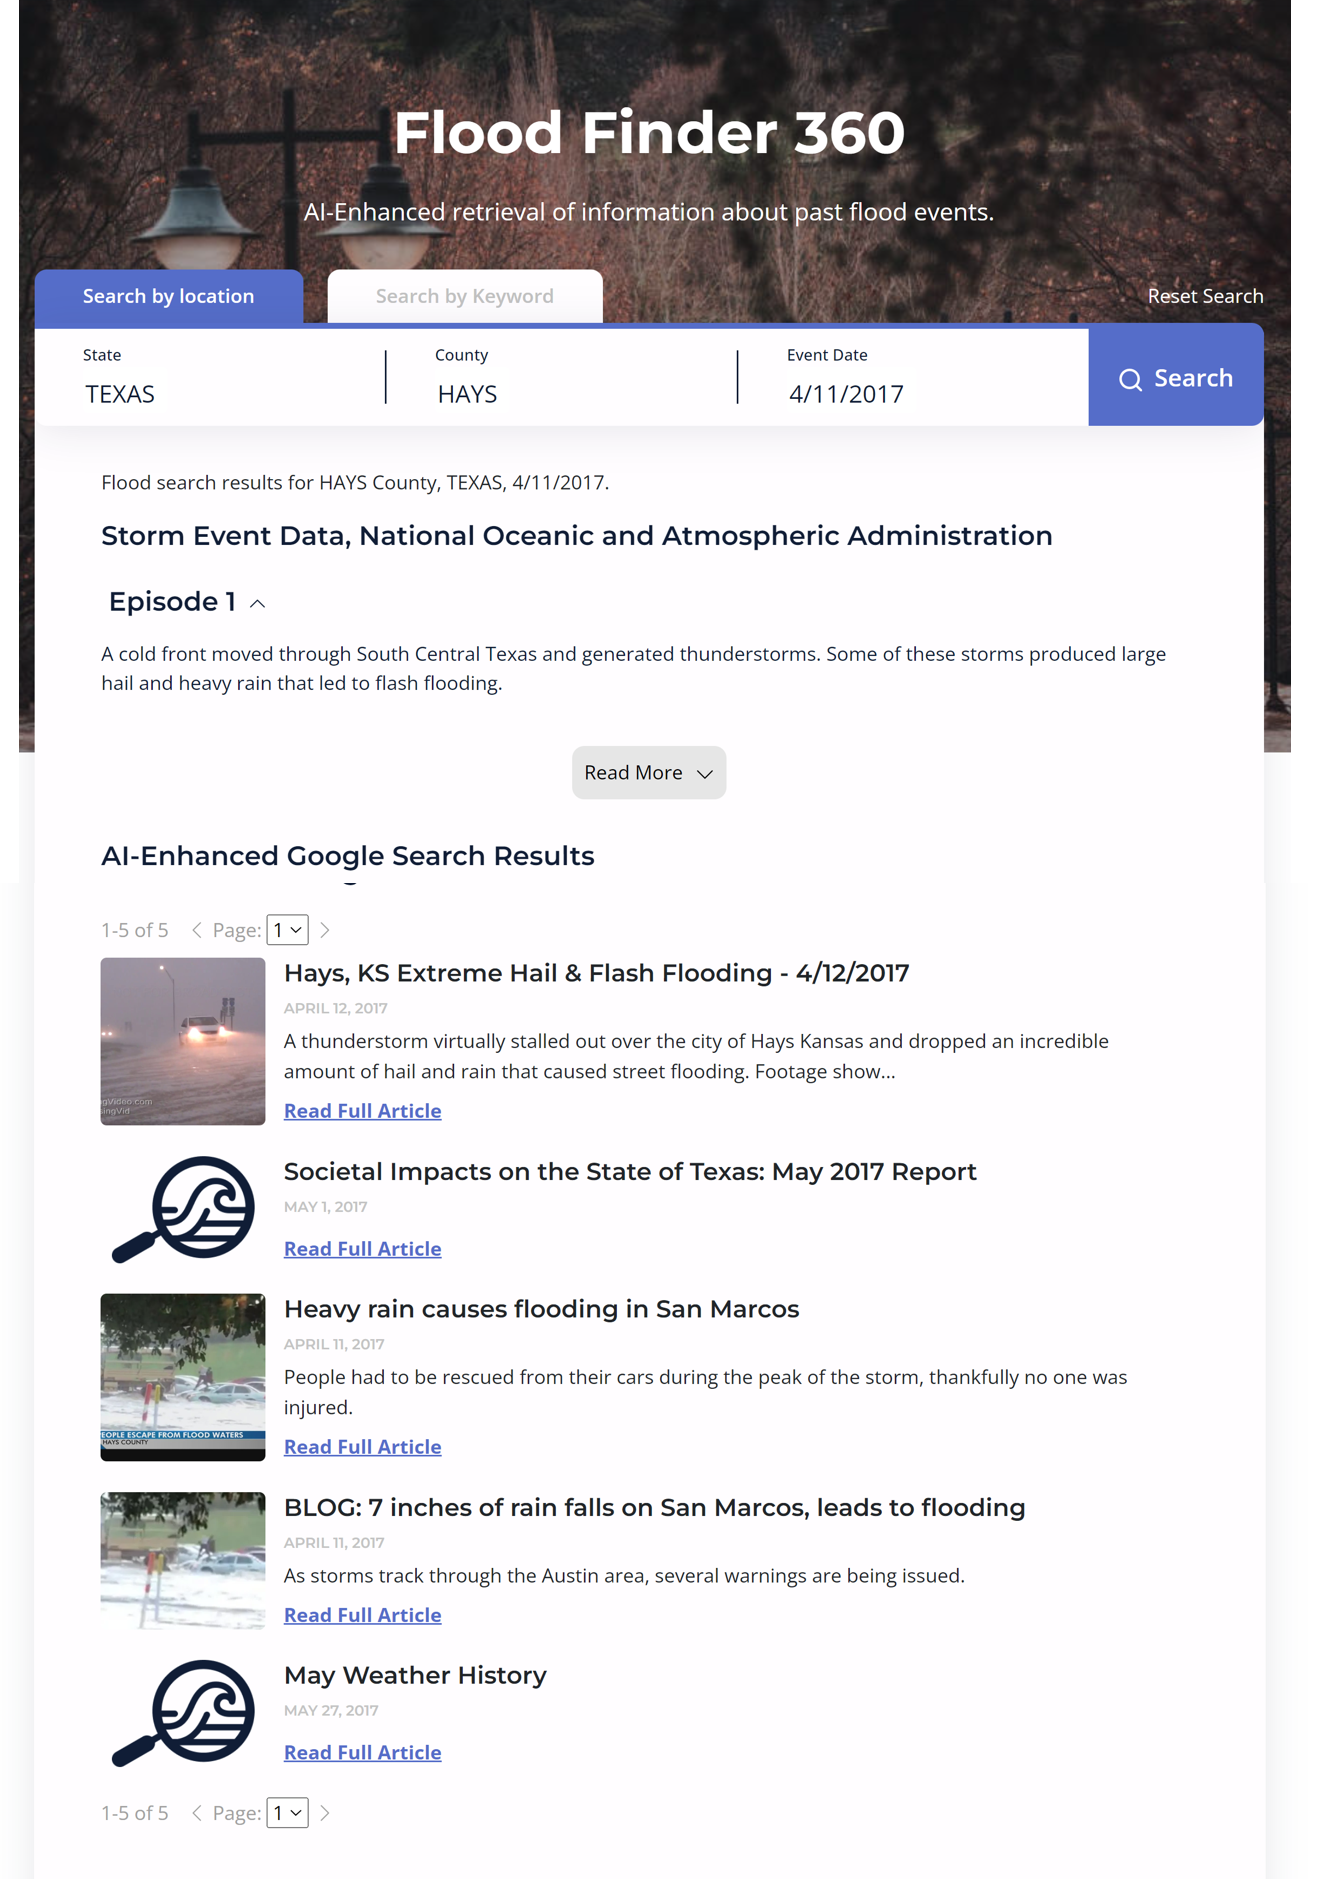 Flood Finder 360
AI-Enhanced retrieval of information about past flood events.
Search by location
Search by Keyword
Reset Search
State
County
Event Date
TEXAS
HAYS
4/11/2017
Search
Flood search results for HAYS County, TEXAS, 4/11/2017.
Storm Event Data, National Oceanic and Atmospheric Administration
Episode 1
A cold front moved through South Central Texas and generated thunderstorms. Some of these storms produced large
hail and heavy rain that led to flash flooding.
Read More
AI-Enhanced Google Search Results
1-5 of 5 Page: 1
Hays, KS Extreme Hail & Flash Flooding - 4/12/2017
APRIL 12, 2017
A thunderstorm virtually stalled out over the city of Hays Kansas and dropped an incredible
amount of hail and rain that caused street flooding. Footage show...
gVideo.com
singVid
Read Full Article
Societal Impacts on the State of Texas: May 2017 Report
MAY 1, 2017
Read Full Article
Heavy rain causes flooding in San Marcos
APRIL 11, 2017
People had to be rescued from their cars during the peak of the storm, thankfully no one was
injured.
EOPLE ESCAPE FROM FLOOD WATERS
HAYS COUNTY
Read Full Article
BLOG: 7 inches of rain falls on San Marcos, leads to flooding
APRIL 11, 2017
As storms track through the Austin area, several warnings are being issued.
Read Full Article
May Weather History
MAY 27, 2017
Read Full Article
1-5 of 5 Page: 1